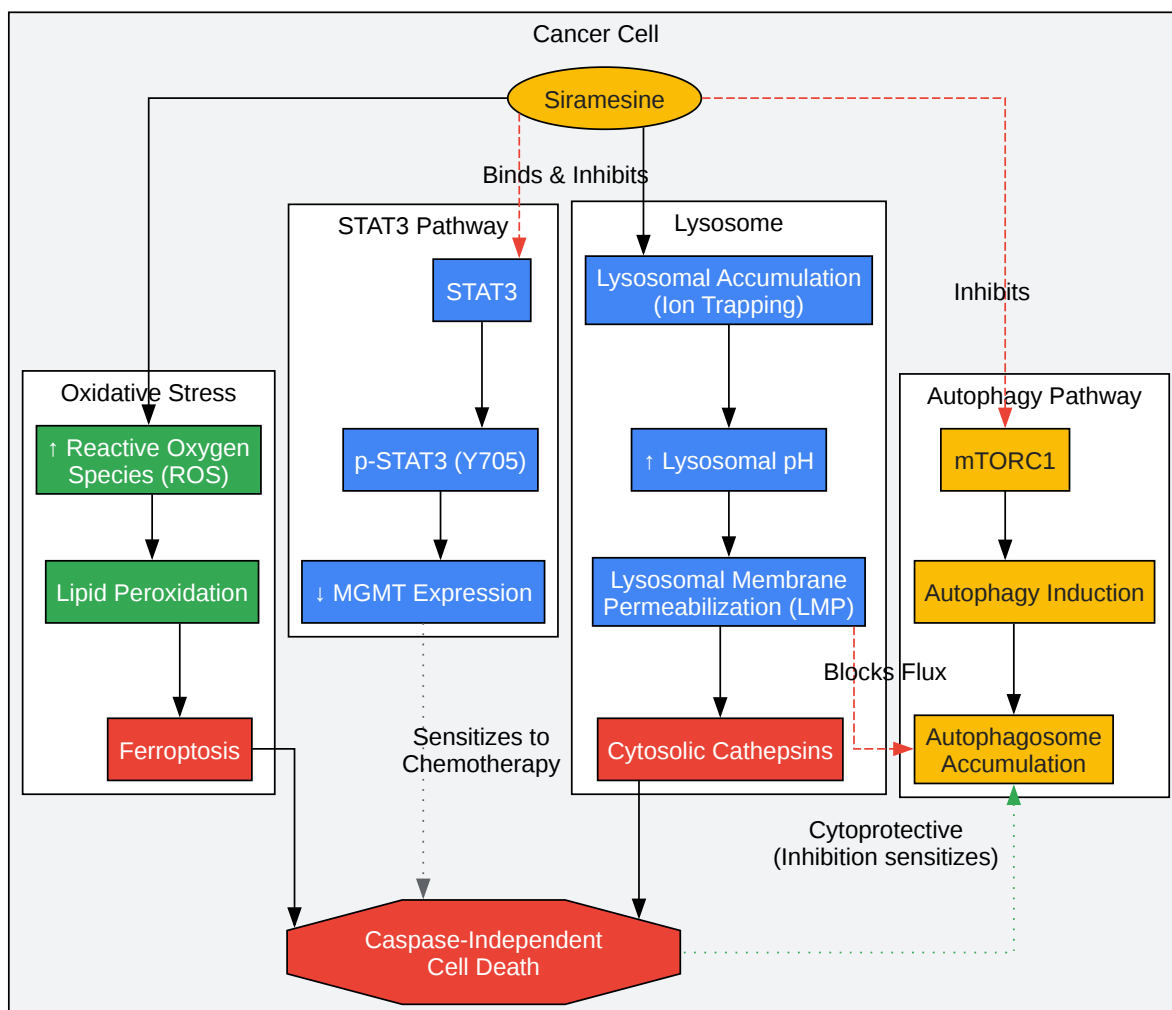 Cancer Cell
Siramesine
Binds & Inhibits
STAT3 Pathway
Lysosome
STAT3
Lysosomal Accumulation
(Ion Trapping)
Inhibits
Oxidative Stress
Autophagy Pathway
↑ Reactive Oxygen
Species (ROS)
p-STAT3 (Y705)
↑ Lysosomal pH
mTORC1
Lipid Peroxidation
↓ MGMT Expression
Lysosomal Membrane
Permeabilization (LMP)
Autophagy Induction
Blocks Flux
Ferroptosis
Sensitizes to
Chemotherapy
Cytosolic Cathepsins
Autophagosome
Accumulation
Cytoprotective
(Inhibition sensitizes)
Caspase-Independent
Cell Death